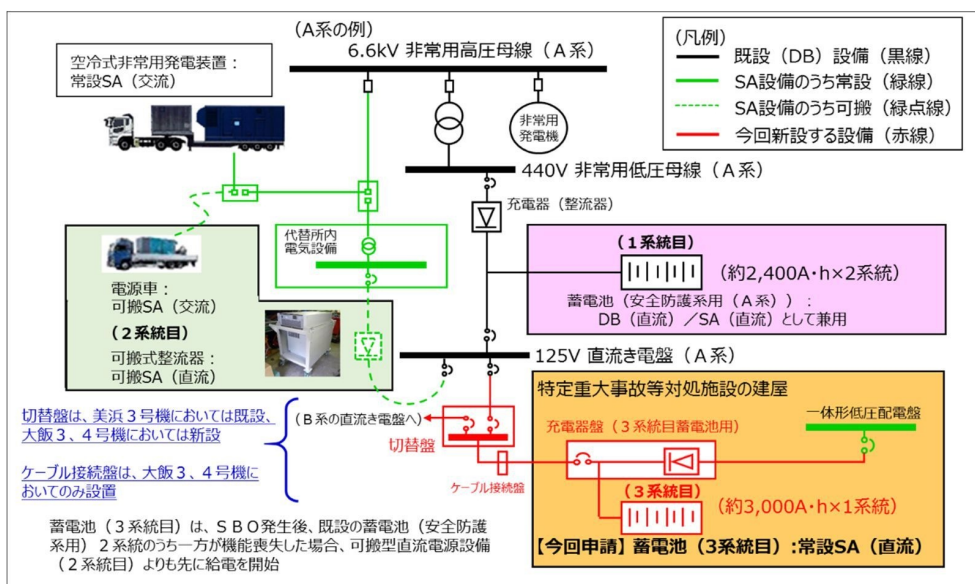 (A系の例)
6.6kV 非常用高圧母線(A系)
空冷式非常用発電装置:
常設SA(交流)
(凡例)
既設(DB)設備(黒線)
SA設備のうち常設(緑線)
SA設備のうち可搬(緑点線)
今回新設する設備(赤線)
非常用
発電機
440V 非常用低圧母線(A系)
充電器(整流器)
代替所内
電気設備
電源車:
可搬SA(交流)
(2系統目)
可搬式整流器:
可搬SA(直流)
(1系統目)
(約2,400A・h×2系統)
蓄電池(安全防護系用(A系)):
DB(直流)/SA(直流)として兼用
125V 直流き電盤(A系)
切替盤は、美浜3号機においては既設、
大飯3、4号機においては新設
ケーブル接続盤は、大飯3、4号機に
おいてのみ設置
(B系の直流き電盤へ)
切替盤
ケーブル接続盤
特定重大事故等対処施設の建屋
一体形低圧配電盤
充電器盤(3系統目蓄電池用)
(3系統目)
(約3,000A・h×1系統)
【今回申請】蓄電池(3系統目):常設SA(直流)
蓄電池(3系統目)は、SBO発生後、既設の蓄電池(安全防護
系用)2系統のうち一方が機能喪失した場合、可搬型直流電源設備
(2系統目)よりも先に給電を開始